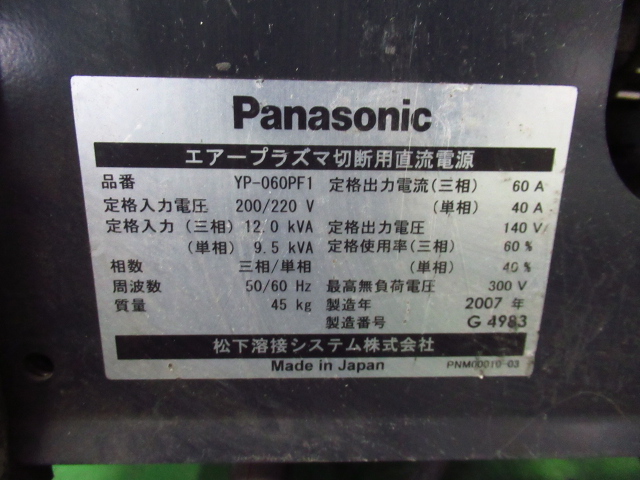 Panasonic
エアープラズマ切断用直流電源
品番 YP-060PF1 定格出力電流(三相) 60 A
定格入力電圧 200/220 V (単相) 40 A
定格入力 (三相) 12.0 kVA 定格出力電圧 140 V
(単相) 9.5 kVA 定格使用率(三相) 60 %
相数 三相/単相 (単相) 40 %
周波数 50/60 Hz 最高無負荷電圧 300 V
質量 45 kg 製造年 2007 年
製造番号 G 4983
松下溶接システム株式会社
Made in Japan PNM00010-03